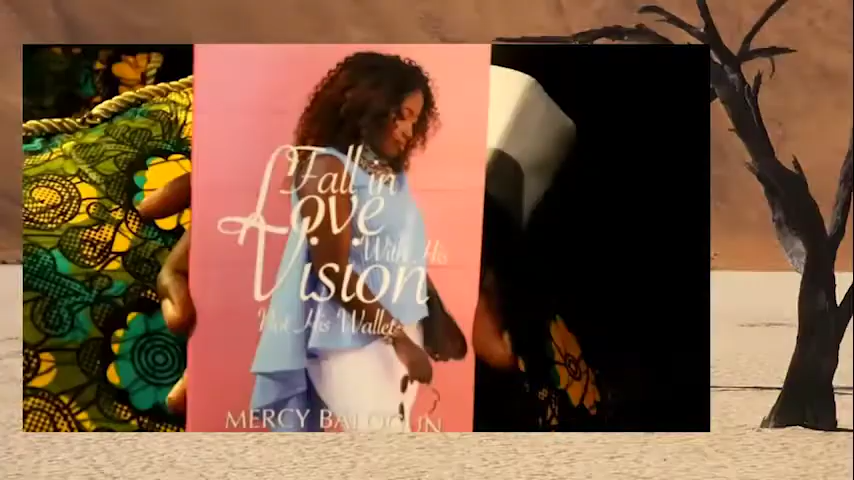 Fall in
Love
With His
Vision
Not His Wallet
MERCY BALOGUN